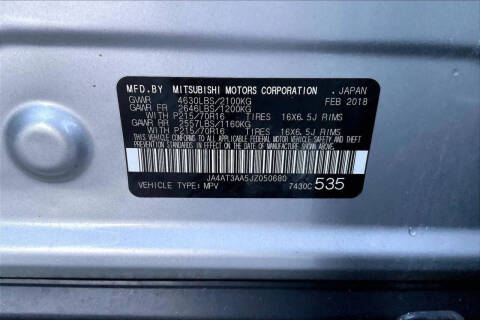 MFD.BY MITSUBISHI MOTORS CORPORATION . JAPAN
GVWR 4630LBS/2100KG FEB 2018
GAWR FR 2646LBS/1200KG
WITH P215/70R16 TIRES 16X6.5J RIMS
GAWR RR 2557LBS/1160KG
WITH P215/70R16 TIRES 16X6.5J RIMS
THIS VEHICLE CONFORMS TO ALL APPLICABLE FEDERAL MOTOR VEHICLE SAFETY AND THEFT
PREVENTION STANDARDS IN EFFECT ON THE DATE OF MANUFACTURE SHOWN ABOVE.
JA4AT3AA5JZ050680
VEHICLE TYPE: MPV 7430C 535